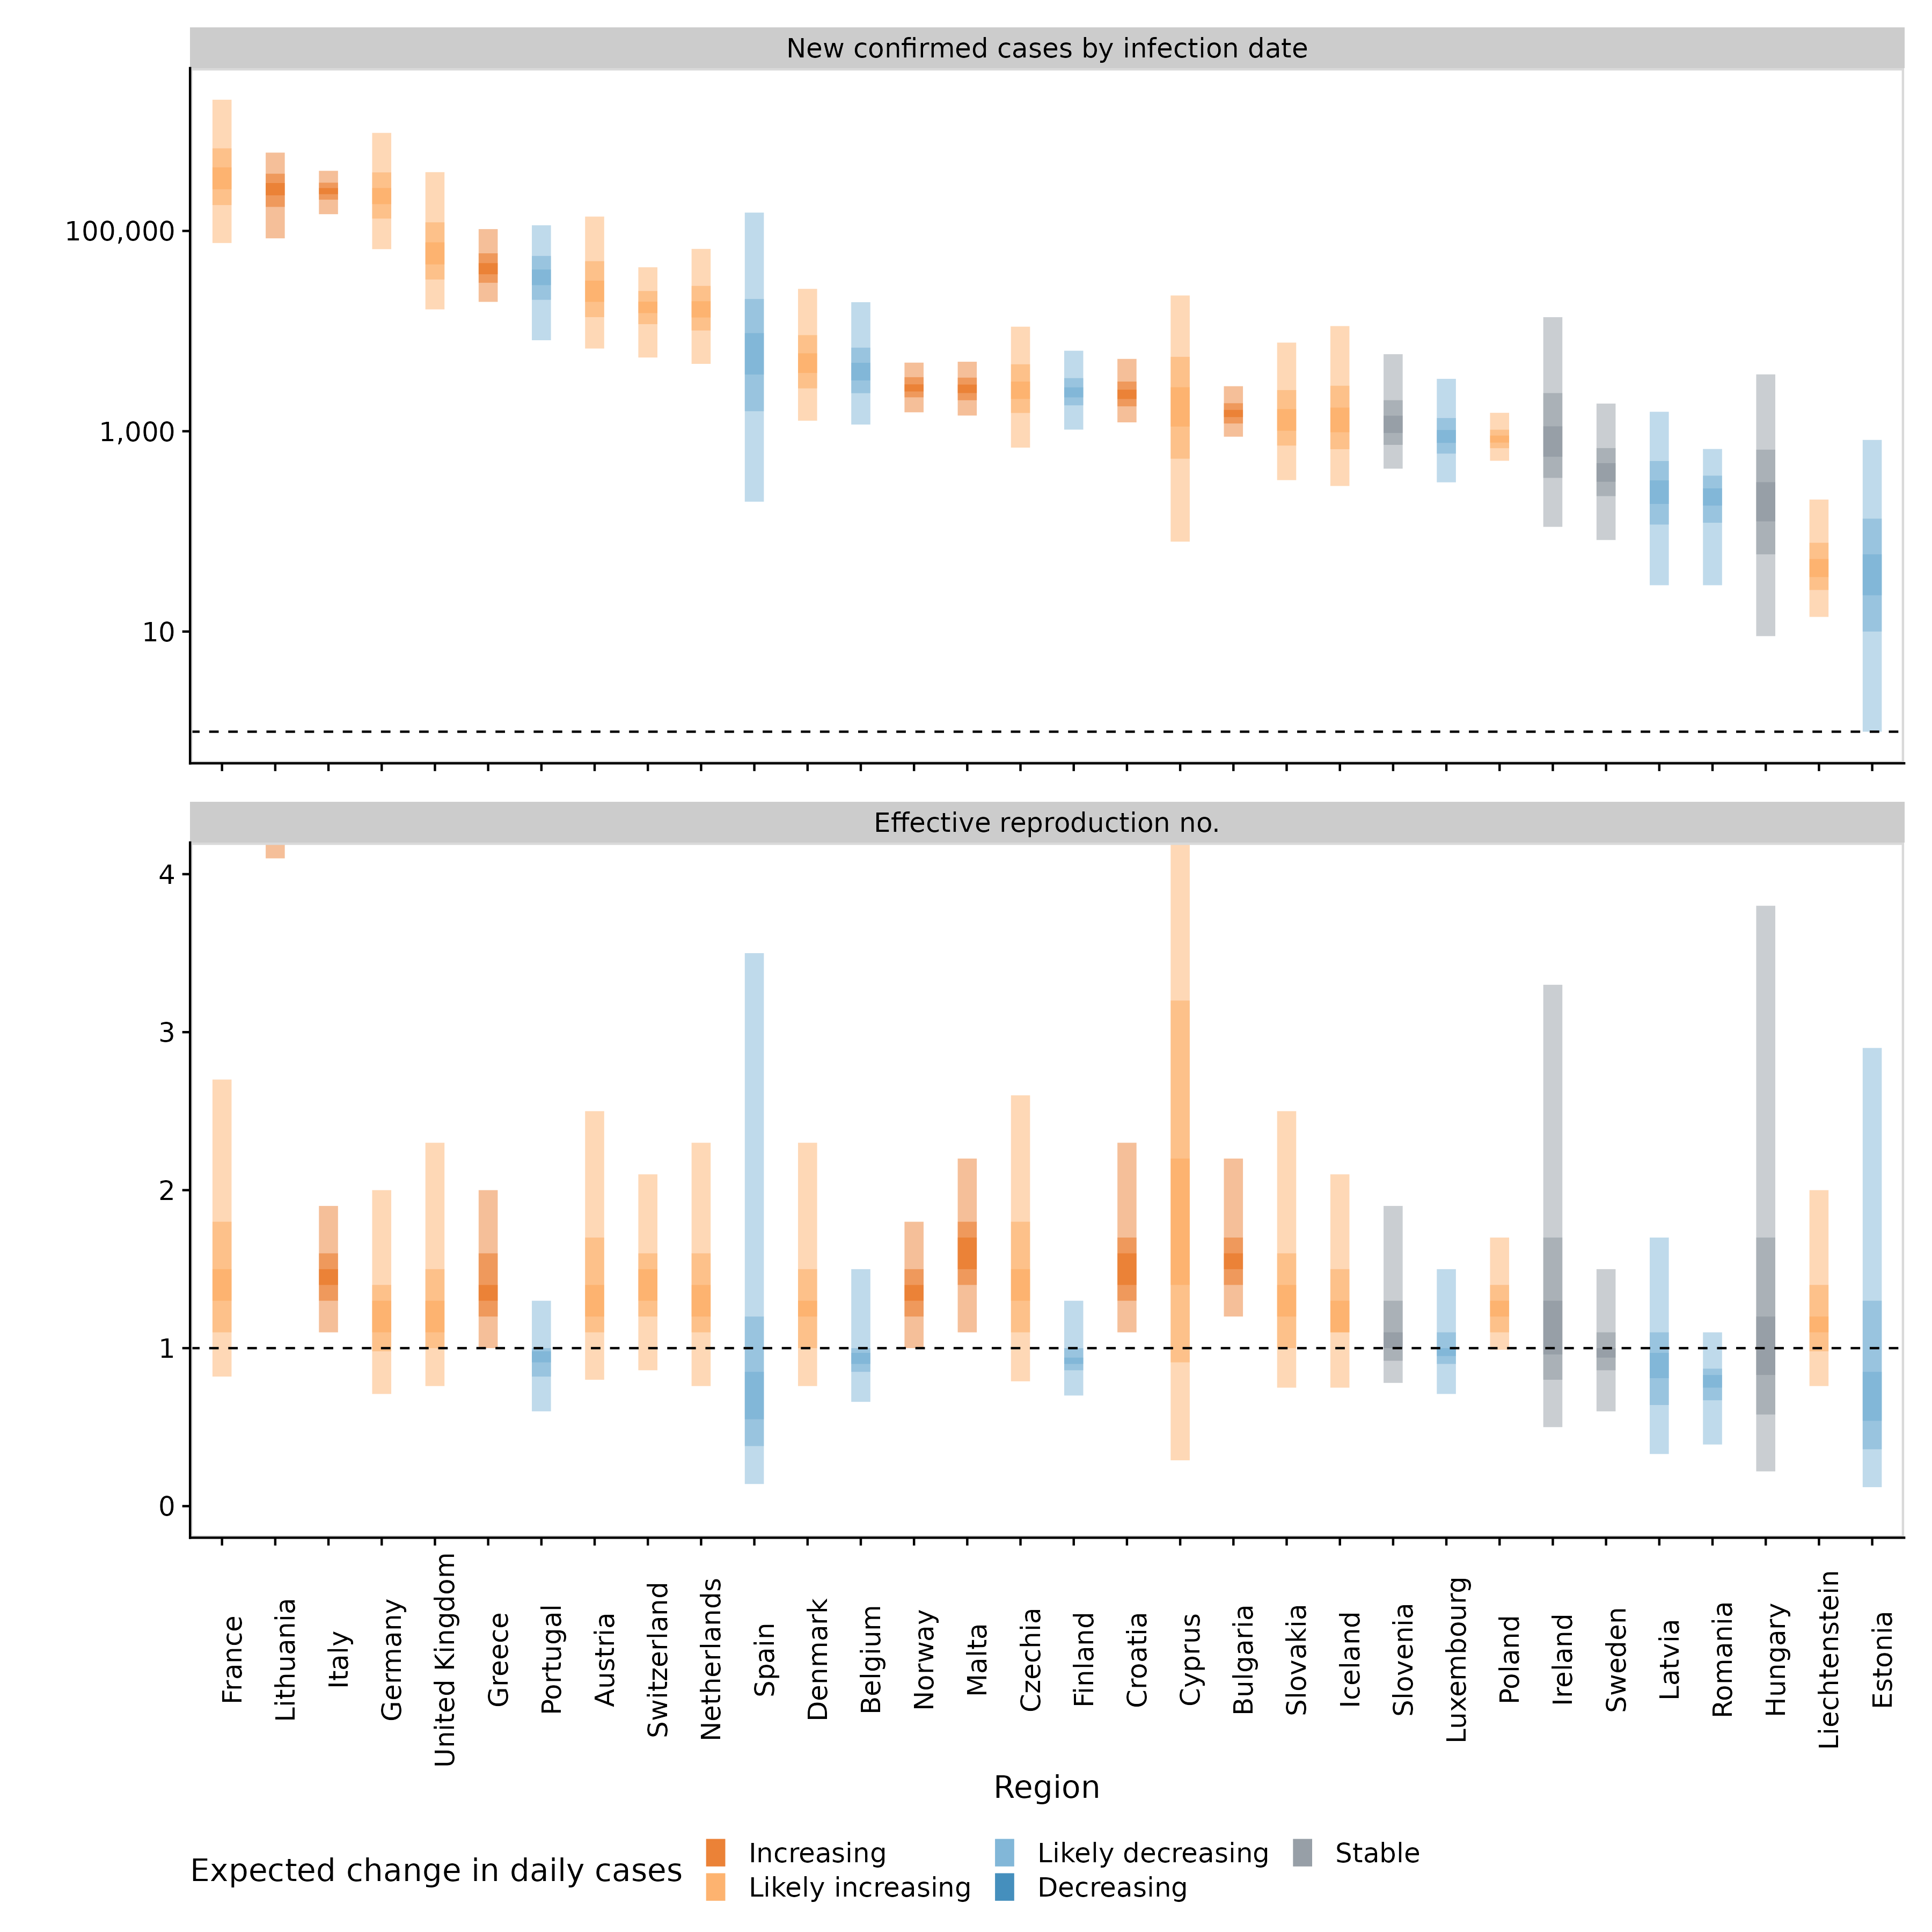 New confirmed cases by infection date
100,000
1,000
10
Effective reproduction no.
4
3
2
1
0
France
Lithuania
Italy
Germany
United Kingdom
Greece
Portugal
Austria
Switzerland
Netherlands
Spain
Denmark
Belgium
Norway
Malta
Czechia
Finland
Croatia
Cyprus
Bulgaria
Slovakia
Iceland
Slovenia
Luxembourg
Poland
Ireland
Sweden
Latvia
Romania
Hungary
Liechtenstein
Estonia
Region
Expected change in daily cases
Increasing
Likely increasing
Likely decreasing
Decreasing
Stable